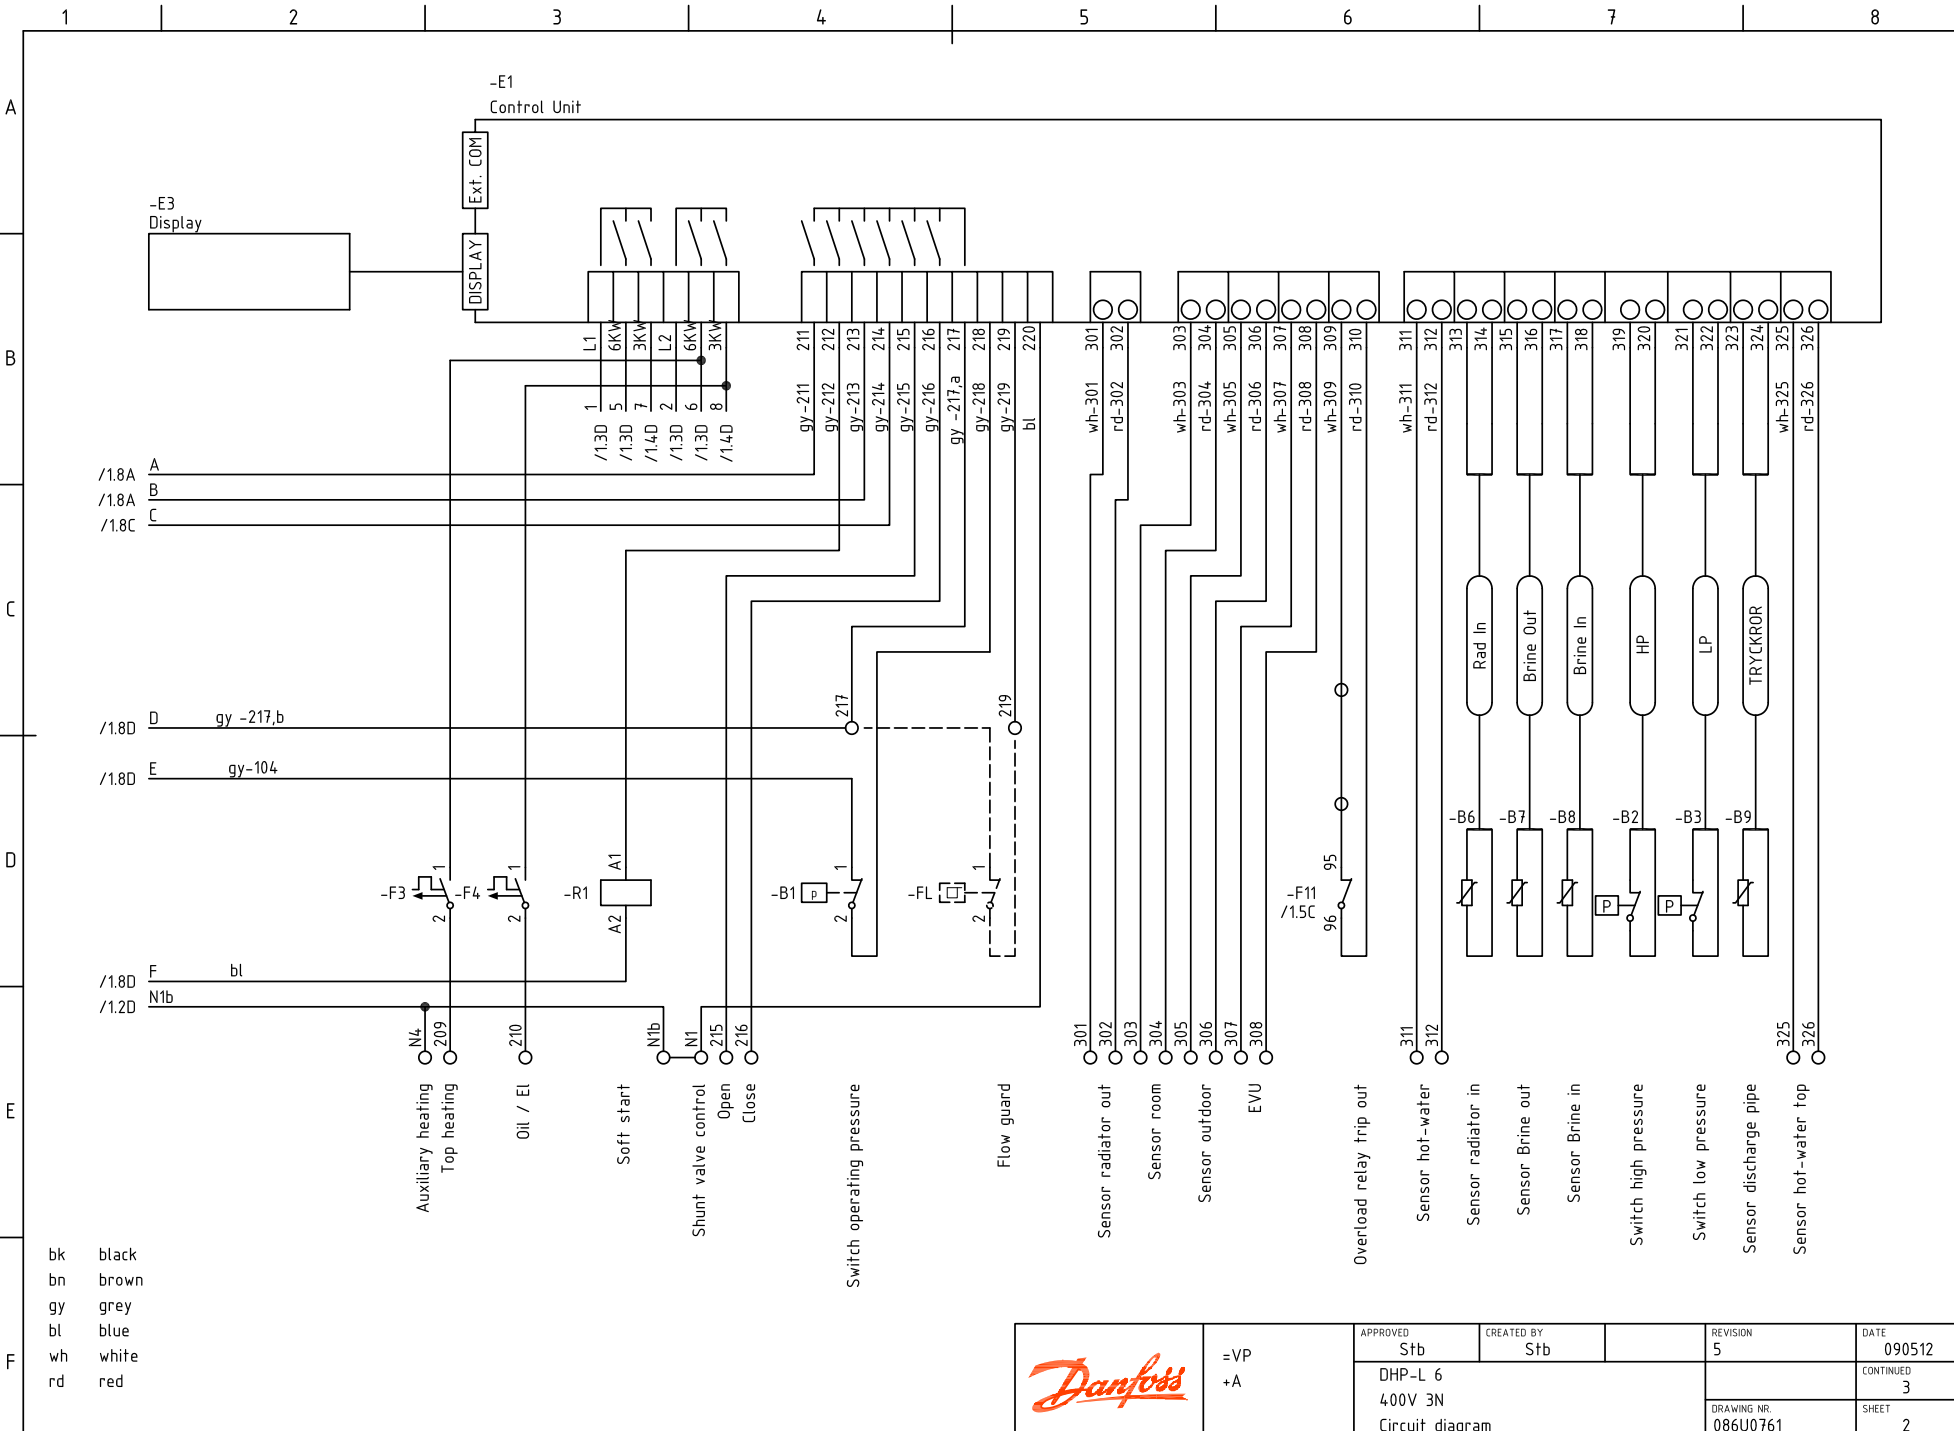 1 2 3 4 5 6 7 8
A
B
C
D
E
F
-E1
Control Unit
Ext. COM
DISPLAY
-E3
Display
L1 6KW 3KW L2 6KW 3KW
1 5 7 2 6 8
/1.3D /1.3D /1.4D /1.3D /1.3D /1.4D
211 212 213 214 215 216 217 218 219 220
gy-211 gy-212 gy-213 gy-214 gy-215 gy-216 gy -217,a gy-218 gy-219 bl
301 302 303 304 305 306 307 308 309 310
wh-301 rd-302 wh-303 rd-304 wh-305 rd-306 wh-307 rd-308 wh-309 rd-310
311 312 313 314 315 316 317 318 319 320 321 322 323 324 325 326
wh-311 rd-312 wh-325 rd-326
/1.8A A
/1.8A B
/1.8C C
Rad In
Brine Out
Brine In
HP
LP
TRYCKROR
217 219
/1.8D D gy -217,b
/1.8D E gy-104
-B6 -B7 -B8 -B2 -B3 -B9
-F3 1 2
-F4 1 2
-R1 A1 A2
-B1 p 1 2
-FL 1 2
-F11
/1.5C
95 96
P P
/1.8D F bl
/1.2D N1b
N4 209 210 N1b N1 215 216
301 302 303 304 305 306 307 308
311 312 325 326
Auxiliary heating
Top heating
Oil / El
Soft start
Shunt valve control
Open
Close
Switch operating pressure
Flow guard
Sensor radiator out
Sensor room
Sensor outdoor
EVU
Overload relay trip out
Sensor hot-water
Sensor radiator in
Sensor Brine out
Sensor Brine in
Switch high pressure
Switch low pressure
Sensor discharge pipe
Sensor hot-water top
bk black
bn brown
gy grey
bl blue
wh white
rd red
Danfoss
=VP
+A
APPROVED
Stb
CREATED BY
Stb
REVISION
5
DATE
090512
DHP-L 6
400V 3N
Circuit diagram
CONTINUED
3
DRAWING NR.
086U0761
SHEET
2